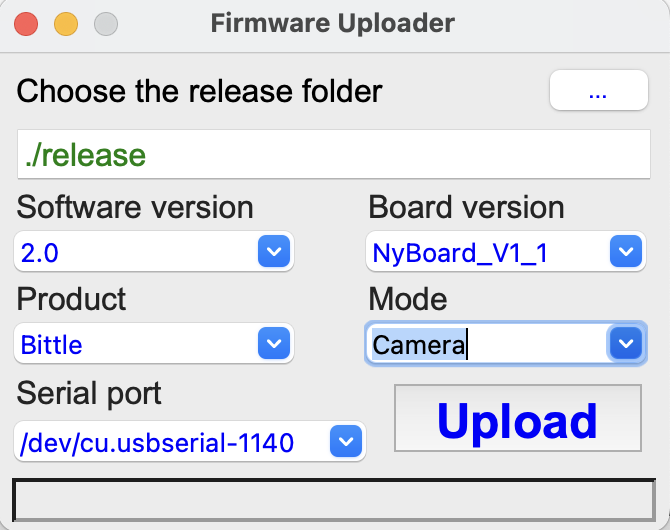 Firmware Uploader
Choose the release folder
...
./release
Software version
Board version
2.0
NyBoard_V1_1
Product
Mode
Bittle
Camera
Serial port
/dev/cu.usbserial-1140
Upload